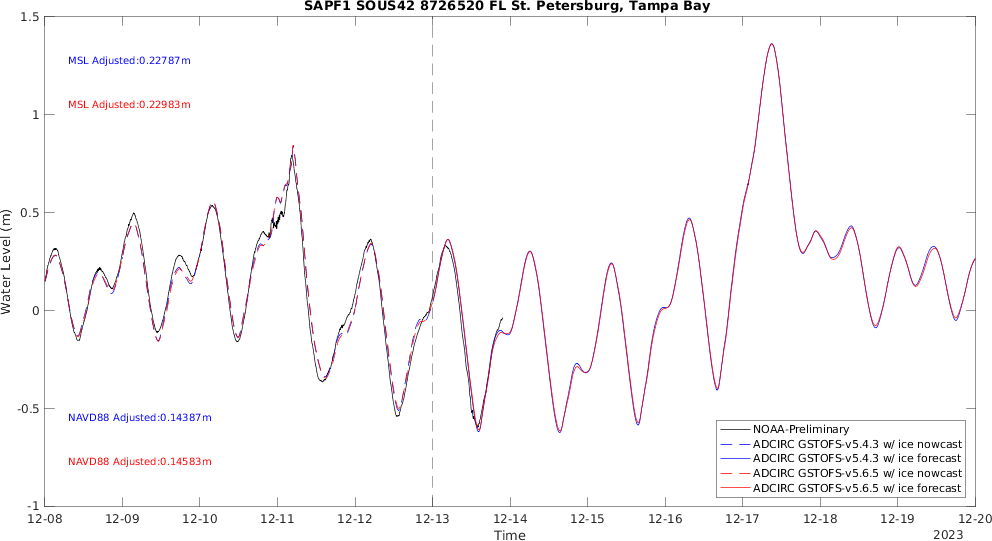 SAPF1 SOUS42 8726520 FL St. Petersburg, Tampa Bay
1.5
1
0.5
0
-0.5
-1
Water Level (m)
MSL Adjusted:0.22787m
MSL Adjusted:0.22983m
NAVD88 Adjusted:0.14387m
NAVD88 Adjusted:0.14583m
NOAA-Preliminary
ADCIRC GSTOFS-v5.4.3 w/ ice nowcast
ADCIRC GSTOFS-v5.4.3 w/ ice forecast
ADCIRC GSTOFS-v5.6.5 w/ ice nowcast
ADCIRC GSTOFS-v5.6.5 w/ ice forecast
12-08 12-09 12-10 12-11 12-12 12-13 12-14 12-15 12-16 12-17 12-18 12-19 12-20
Time
2023